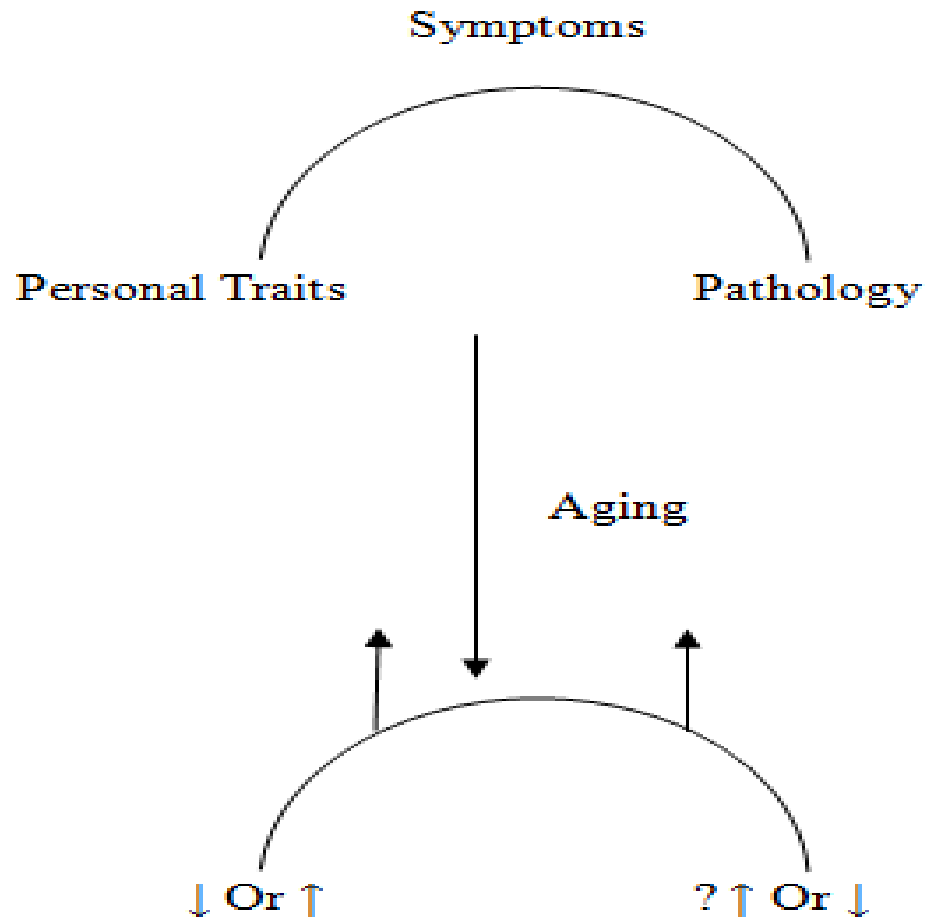 Symptoms
Personal Traits Pathology
Aging
↓ Or ↑ ? ↑ Or ↓